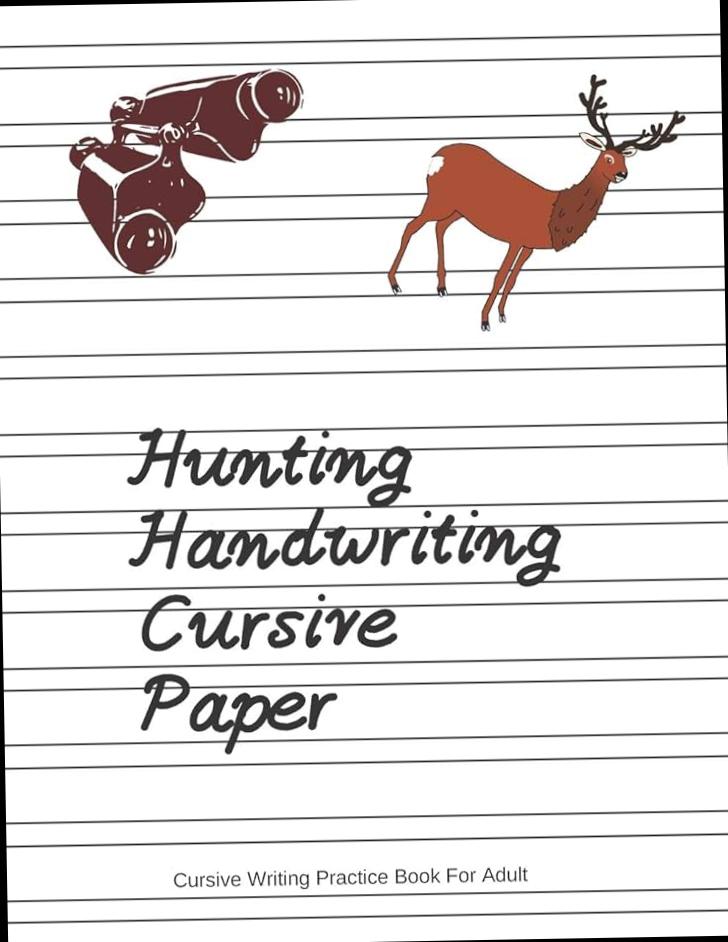 Hunting
Handwriting
Cursive
Paper
Cursive Writing Practice Book For Adult